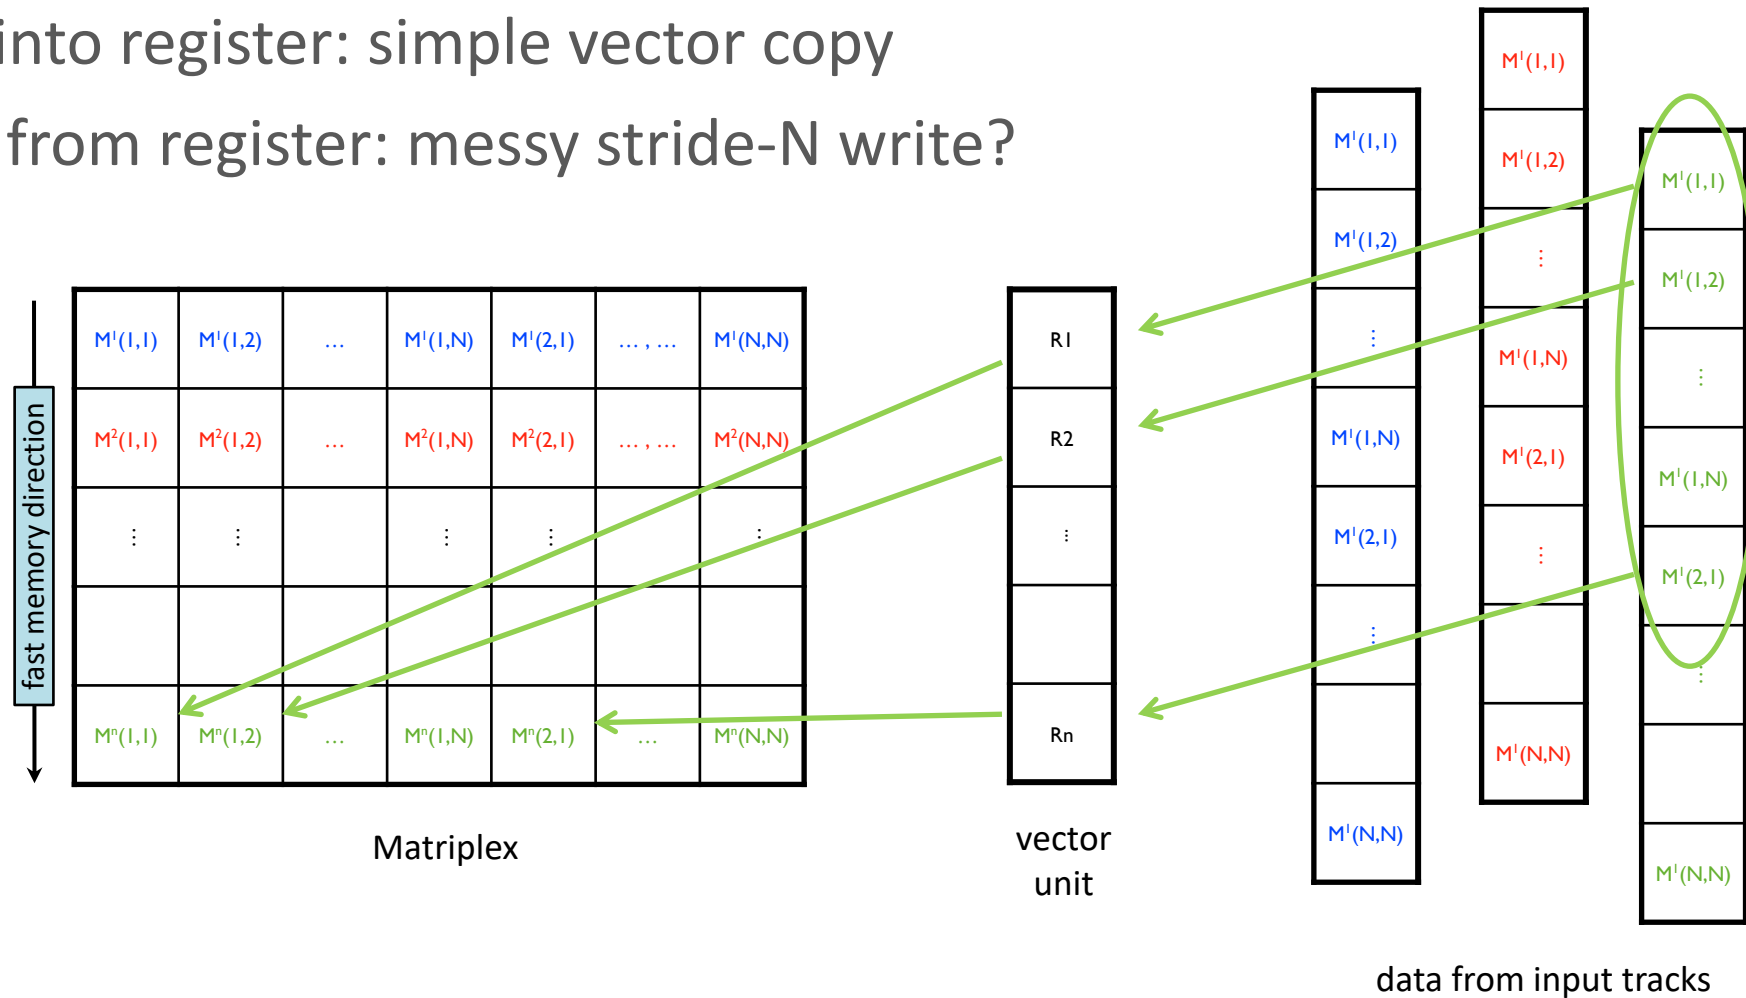 into register: simple vector copy
from register: messy stride-N write?
fast memory direction
M¹(1,1) M¹(1,2) … M¹(1,N) M¹(2,1) … , … M¹(N,N)
M²(1,1) M²(1,2) … M²(1,N) M²(2,1) … , … M²(N,N)
⋮ ⋮ ⋮ ⋮ ⋮
Mⁿ(1,1) Mⁿ(1,2) … Mⁿ(1,N) Mⁿ(2,1) … Mⁿ(N,N)
Matriplex
R1
R2
⋮
Rn
vector
unit
M¹(1,1)
M¹(1,2)
⋮
M¹(1,N)
M¹(2,1)
⋮
M¹(N,N)
M¹(1,1)
M¹(1,2)
⋮
M¹(1,N)
M¹(2,1)
⋮
M¹(N,N)
M¹(1,1)
M¹(1,2)
⋮
M¹(1,N)
M¹(2,1)
⋮
M¹(N,N)
data from input tracks